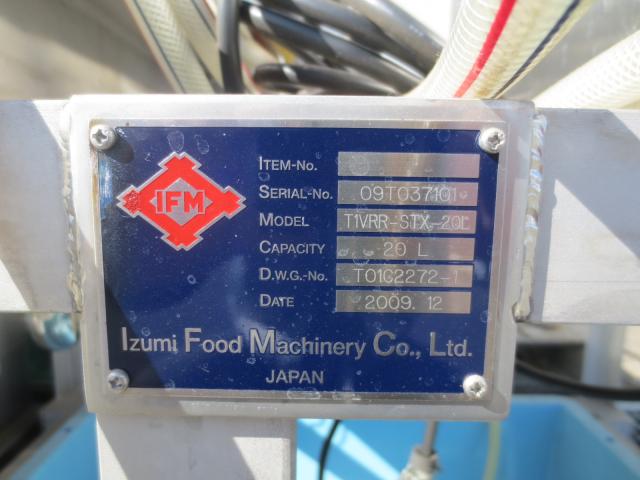 IFM
ITEM-NO.
SERIAL-NO. 09T037101
MODEL T1VRR-STX-20L
CAPACITY 20 L
D.W.G.-NO. T01C2272-1
DATE 2009. 12
Izumi Food Machinery Co., Ltd.
JAPAN